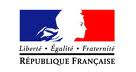 Liberté • Égalité • Fraternité
RÉPUBLIQUE FRANÇAISE